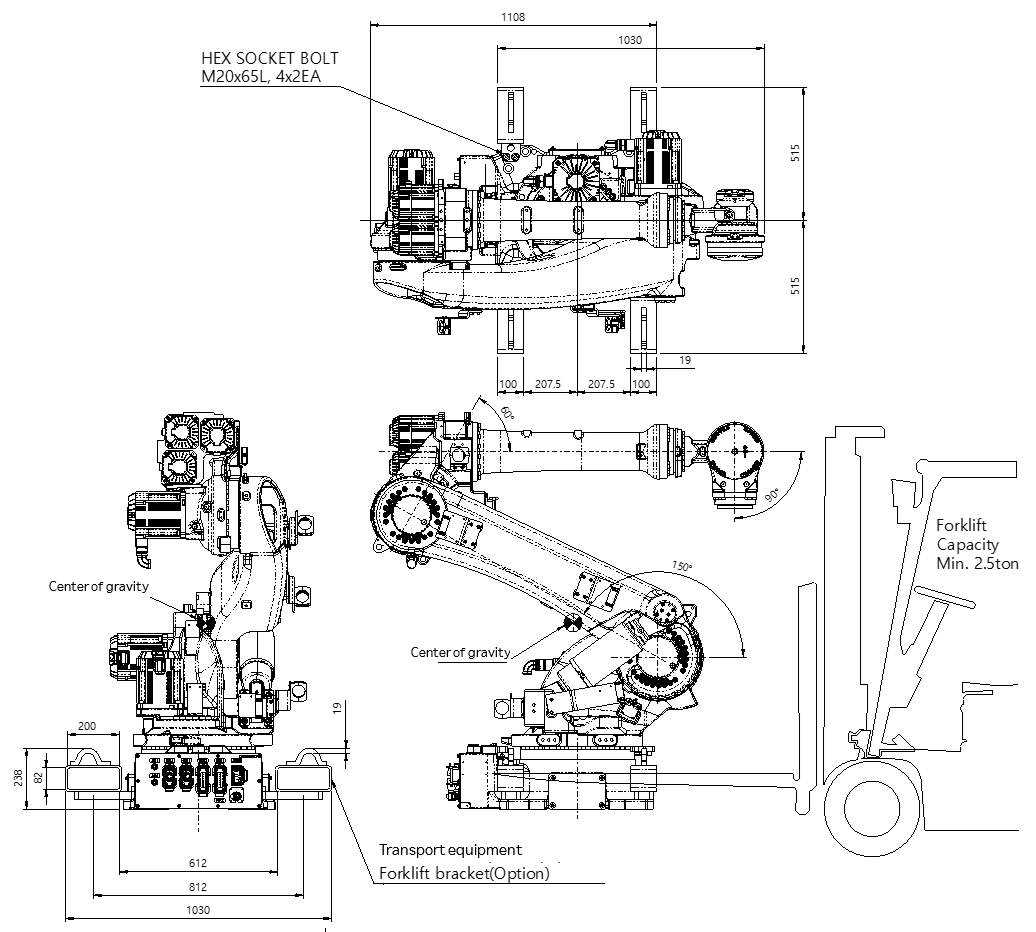 1108
1030
HEX SOCKET BOLT
M20x65L, 4x2EA
515
515
19
100
207.5
207.5
100
60°
90°
Forklift
Capacity
Min. 2.5ton
150°
Center of gravity
Center of gravity
19
200
238
82
Transport equipment
Forklift bracket(Option)
612
812
1030